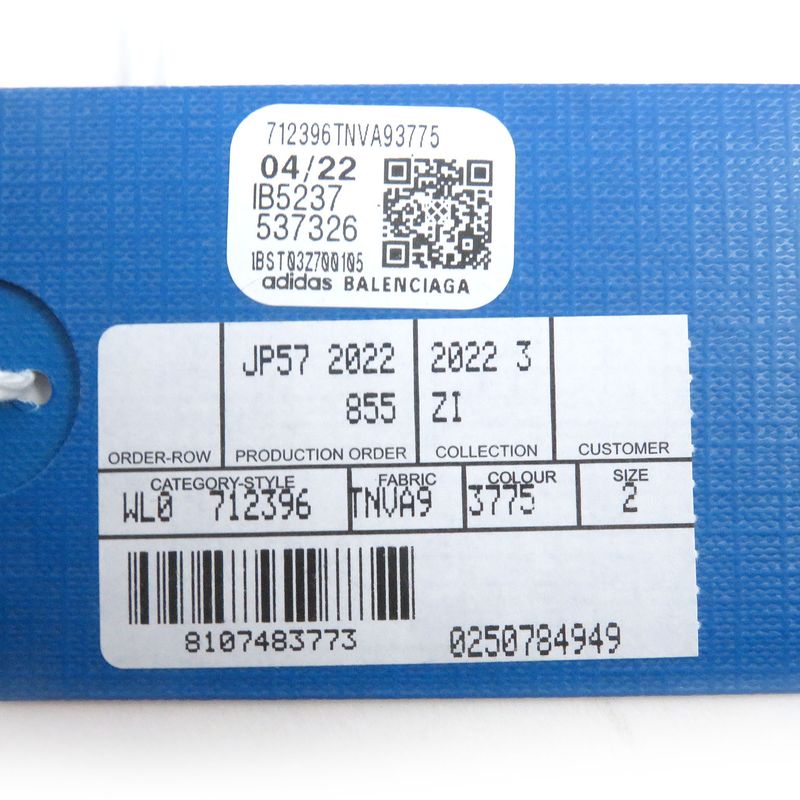 712396TNVA93775
04/22
IB5237
537326
IBST03Z700105
adidas BALENCIAGA
JP57 2022 2022 3
855 ZI
ORDER-ROW PRODUCTION ORDER COLLECTION CUSTOMER
CATEGORY-STYLE FABRIC COLOUR SIZE
WL0 712396 TNVA9 3775 2
8107483773 0250784949